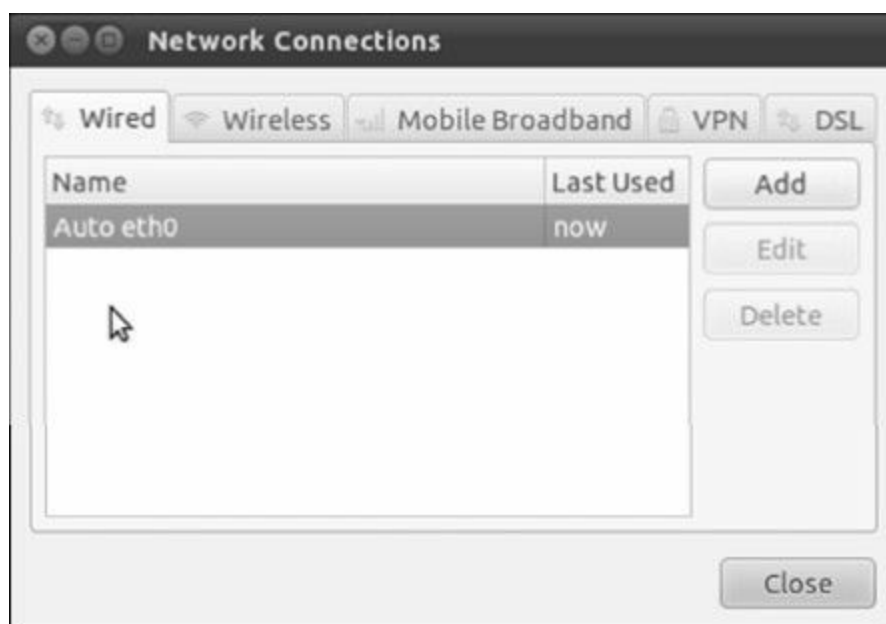 Network Connections
Wired Wireless Mobile Broadband VPN DSL
Name Last Used Add
Auto eth0 now
Edit
Delete
Close